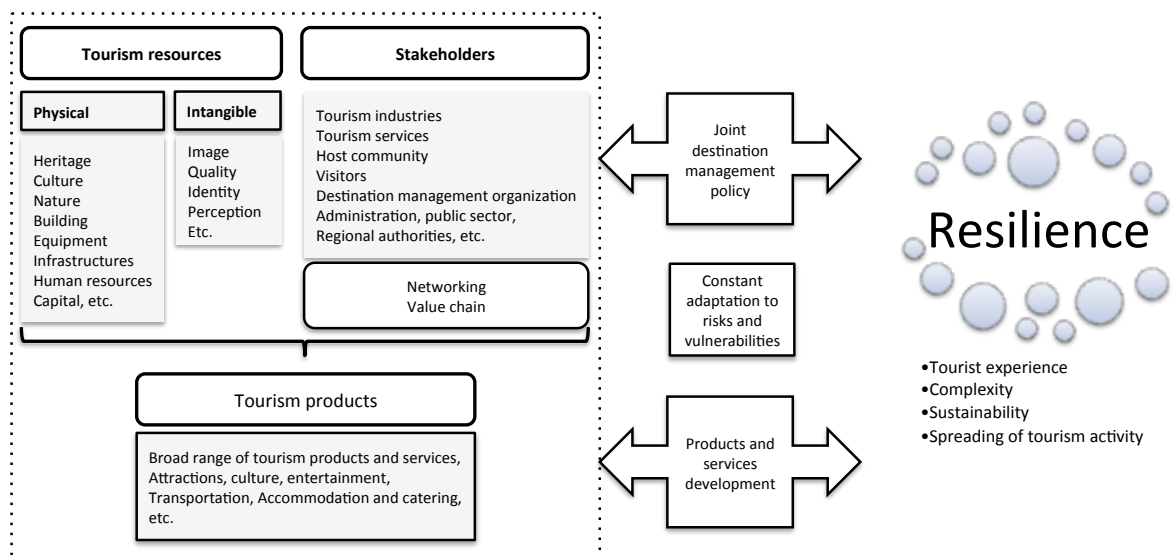 Tourism resources
Physical
Heritage
Culture
Nature
Building
Equipment
Infrastructures
Human resources
Capital, etc.
Intangible
Image
Quality
Identity
Perception
Etc.
Stakeholders
Tourism industries
Tourism services
Host community
Visitors
Destination management organization
Administration, public sector,
Regional authorities, etc.
Networking
Value chain
Tourism products
Broad range of tourism products and services,
Attractions, culture, entertainment,
Transportation, Accommodation and catering,
etc.
Joint
destination
management
policy
Constant
adaptation to
risks and
vulnerabilities
Products and
services
development
Resilience
•Tourist experience
•Complexity
•Sustainability
•Spreading of tourism activity